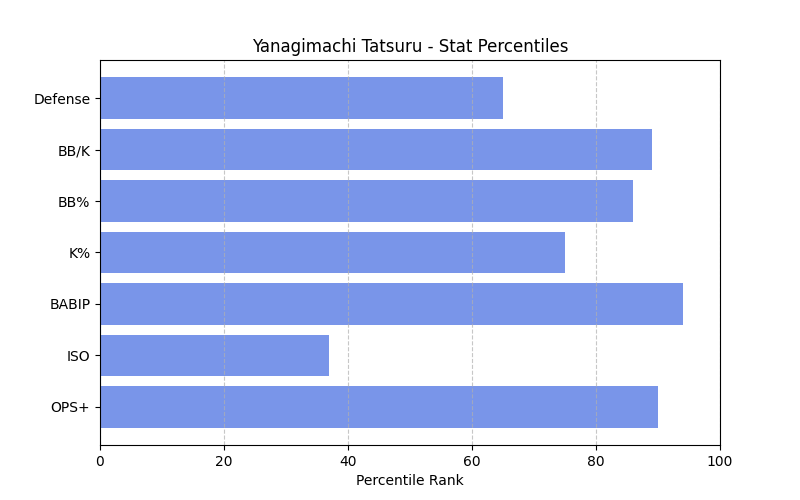 Yanagimachi Tatsuru - Stat Percentiles
Defense
BB/K
BB%
K%
BABIP
ISO
OPS+
0 20 40 60 80 100
Percentile Rank